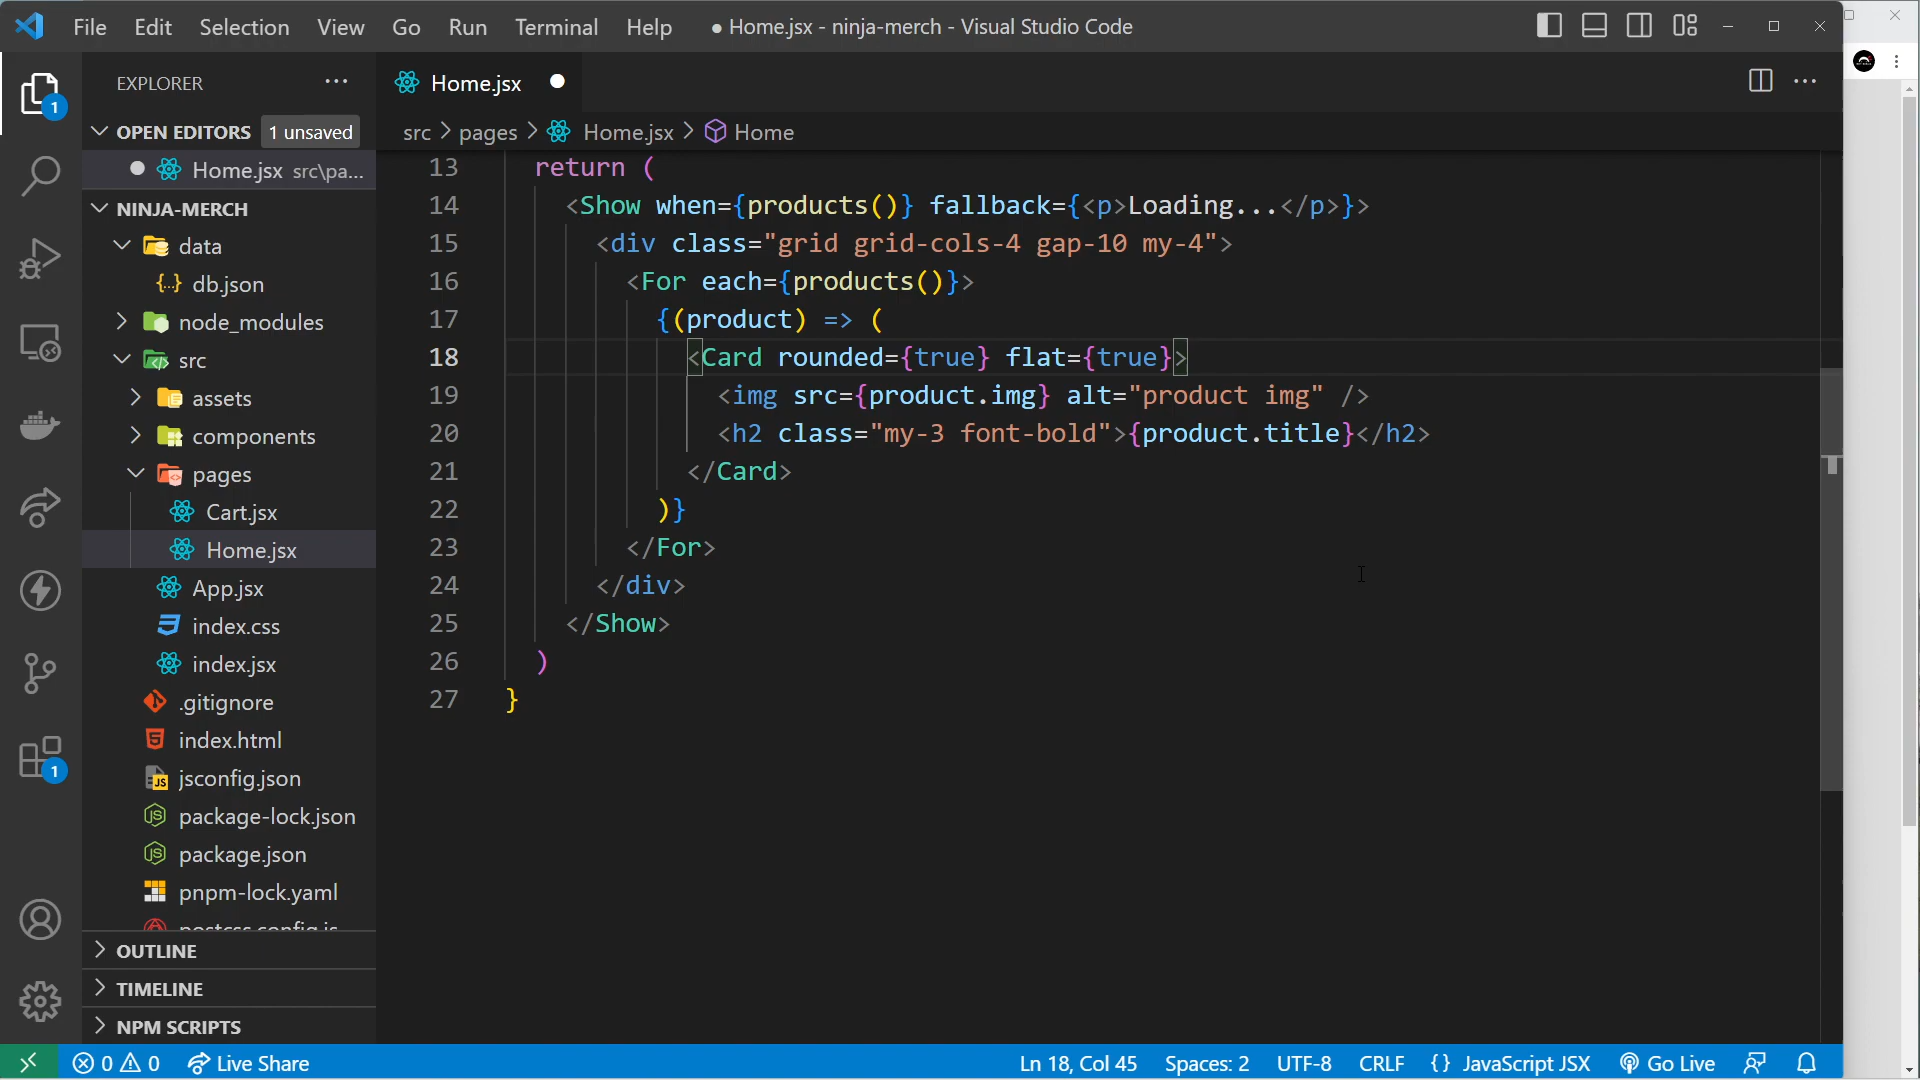 File Edit Selection View Go Run Terminal Help ● Home.jsx - ninja-merch - Visual Studio Code
EXPLORER
1
OPEN EDITORS 1 unsaved
Home.jsx src\pa...
NINJA-MERCH
data
{..} db.json
node_modules
src
assets
components
pages
Cart.jsx
Home.jsx
App.jsx
index.css
index.jsx
.gitignore
index.html
jsconfig.json
package-lock.json
package.json
pnpm-lock.yaml
postcss.config.js
OUTLINE
TIMELINE
NPM SCRIPTS
1
Home.jsx
src > pages > Home.jsx > Home
13 return (
14 <Show when={products()} fallback={<p>Loading...</p>}>
15 <div class="grid grid-cols-4 gap-10 my-4">
16 <For each={products()}>
17 {(product) => (
18 <Card rounded={true} flat={true}>
19 <img src={product.img} alt="product img" />
20 <h2 class="my-3 font-bold">{product.title}</h2>
21 </Card>
22 )}
23 </For>
24 </div>
25 </Show>
26 )
27 }
0 0 Live Share Ln 18, Col 45 Spaces: 2 UTF-8 CRLF {} JavaScript JSX Go Live